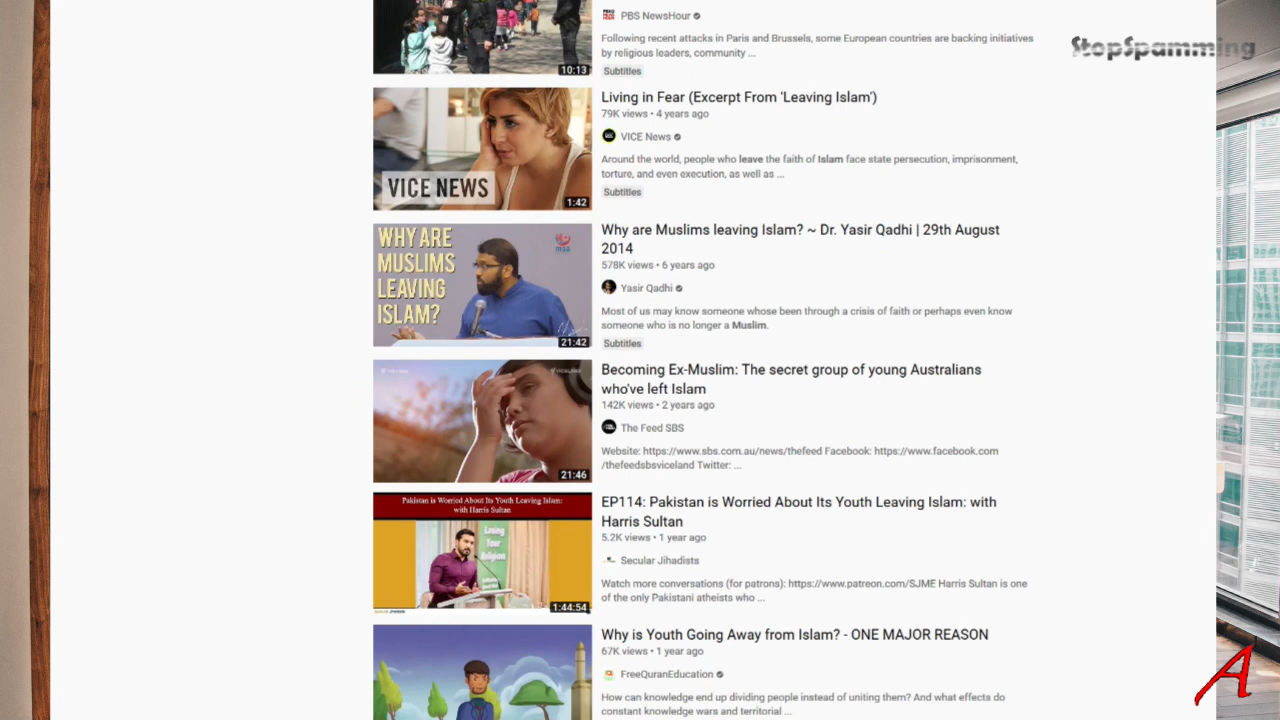 PBS NewsHour
Following recent attacks in Paris and Brussels, some European countries are backing initiatives
by religious leaders, community ...
10:13
Subtitles
StopSpamming
Living in Fear (Excerpt From 'Leaving Islam')
79K views • 4 years ago
VICE News
Around the world, people who leave the faith of Islam face state persecution, imprisonment,
torture, and even execution, as well as ...
Subtitles
VICE NEWS
1:42
WHY ARE
MUSLIMS
LEAVING
ISLAM?
21:42
Why are Muslims leaving Islam? ~ Dr. Yasir Qadhi | 29th August
2014
578K views • 6 years ago
Yasir Qadhi
Most of us may know someone whose been through a crisis of faith or perhaps even know
someone who is no longer a Muslim.
Subtitles
21:46
Becoming Ex-Muslim: The secret group of young Australians
who've left Islam
142K views • 2 years ago
The Feed SBS
Website: https://www.sbs.com.au/news/thefeed Facebook: https://www.facebook.com
/thefeedsbsviceland Twitter: ...
Pakistan is Worried About Its Youth Leaving Islam:
with Harris Sultan
1:44:54
EP114: Pakistan is Worried About Its Youth Leaving Islam: with
Harris Sultan
5.2K views • 1 year ago
Secular Jihadists
Watch more conversations (for patrons): https://www.patreon.com/SJME Harris Sultan is one
of the only Pakistani atheists who ...
Why is Youth Going Away from Islam? - ONE MAJOR REASON
67K views • 1 year ago
FreeQuranEducation
How can knowledge end up dividing people instead of uniting them? And what effects do
constant knowledge wars and territorial ...
A